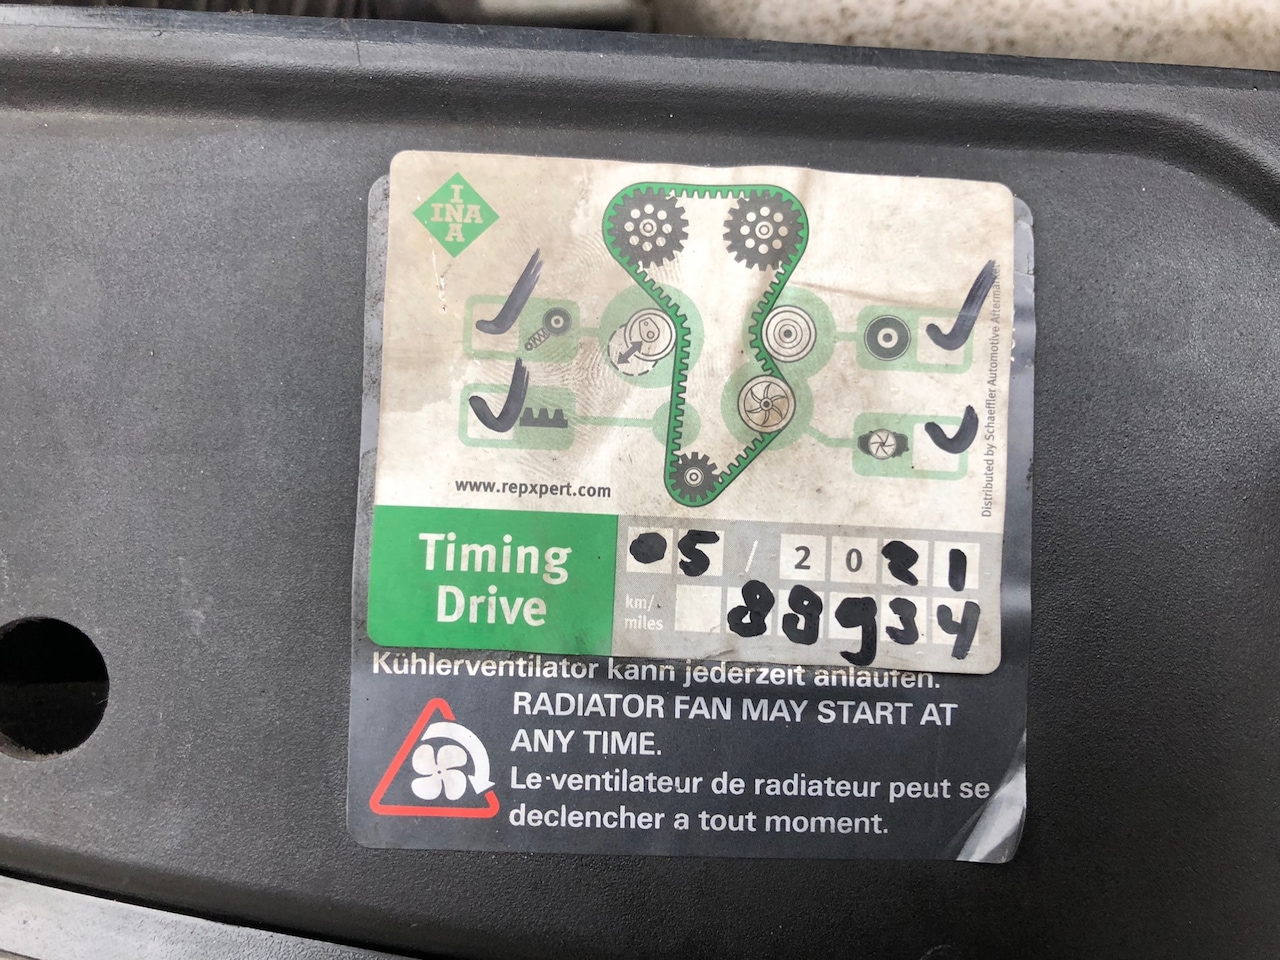 I
INA
A
Distributed by Schaeffler Automotive Aftermarket
www.repxpert.com
Timing
Drive
05 / 2021
km/
miles
88934
Kühlerventilator kann jederzeit anlaufen.
RADIATOR FAN MAY START AT
ANY TIME.
Le ventilateur de radiateur peut se
declencher a tout moment.